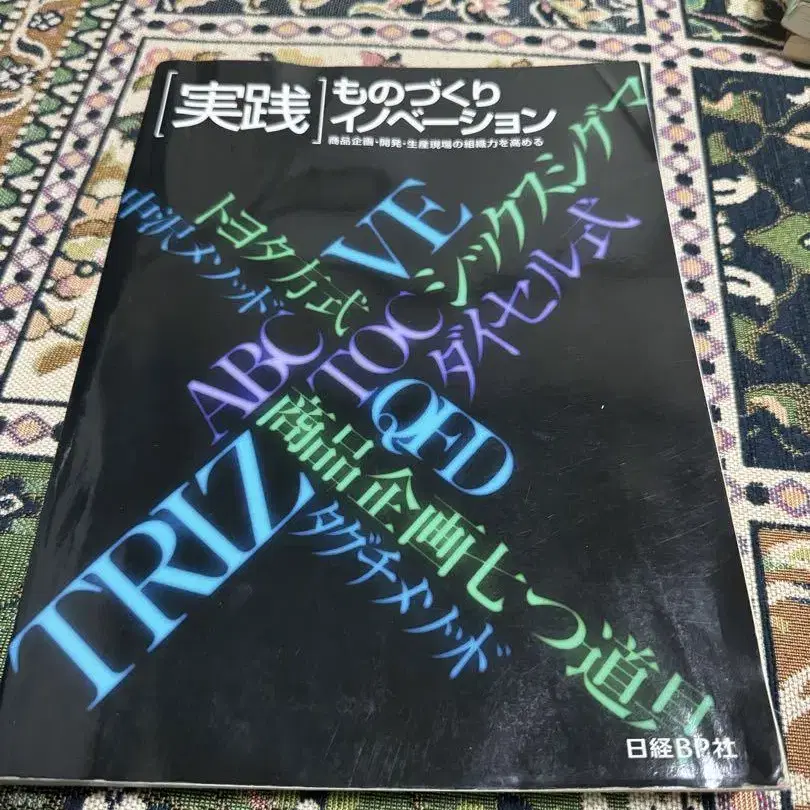 [実践]
ものづくり
イノベーション
商品企画・開発・生産現場の組織力を高める
VE
シックスシグマ
トヨタ方式
中沢メソッド
ABC
TOC
ダイセル式
QFD
商品企画七つ道具
TRIZ
タグチメソッド
日経BP社